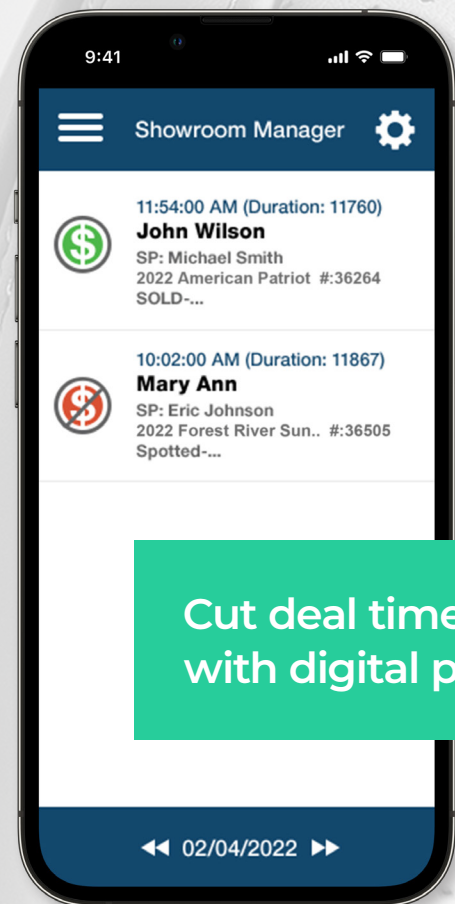 9:41
Showroom Manager
11:54:00 AM (Duration: 11760)
John Wilson
SP: Michael Smith
2022 American Patriot #:36264
SOLD-...
10:02:00 AM (Duration: 11867)
Mary Ann
SP: Eric Johnson
2022 Forest River Sun.. #:36505
Spotted-...
Cut deal time
with digital p
02/04/2022